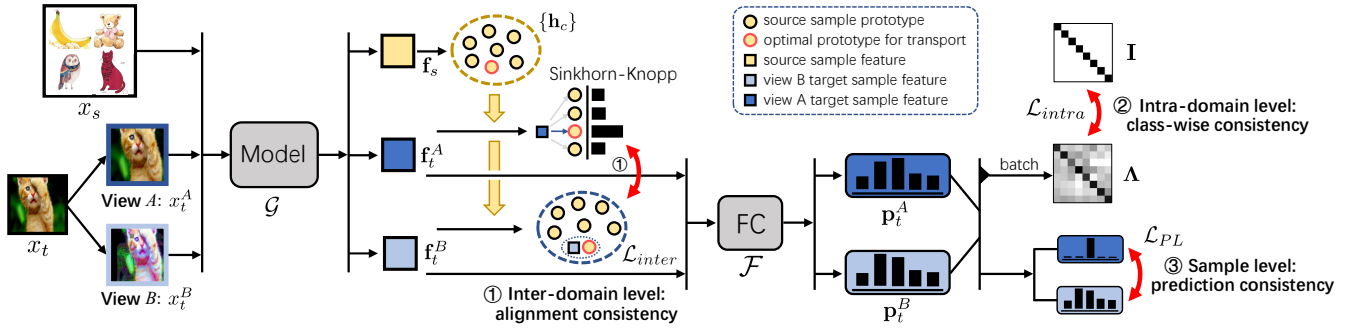 x_s
x_t
View A: x_t^A
View B: x_t^B
Model
𝒢
f_s
f_t^A
f_t^B
{h_c}
Sinkhorn-Knopp
①
ℒ_inter
① Inter-domain level:
alignment consistency
source sample prototype
optimal prototype for transport
source sample feature
view B target sample feature
view A target sample feature
FC
ℱ
p_t^A
p_t^B
batch
I
ℒ_intra
② Intra-domain level:
class-wise consistency
Λ
ℒ_PL
③ Sample level:
prediction consistency